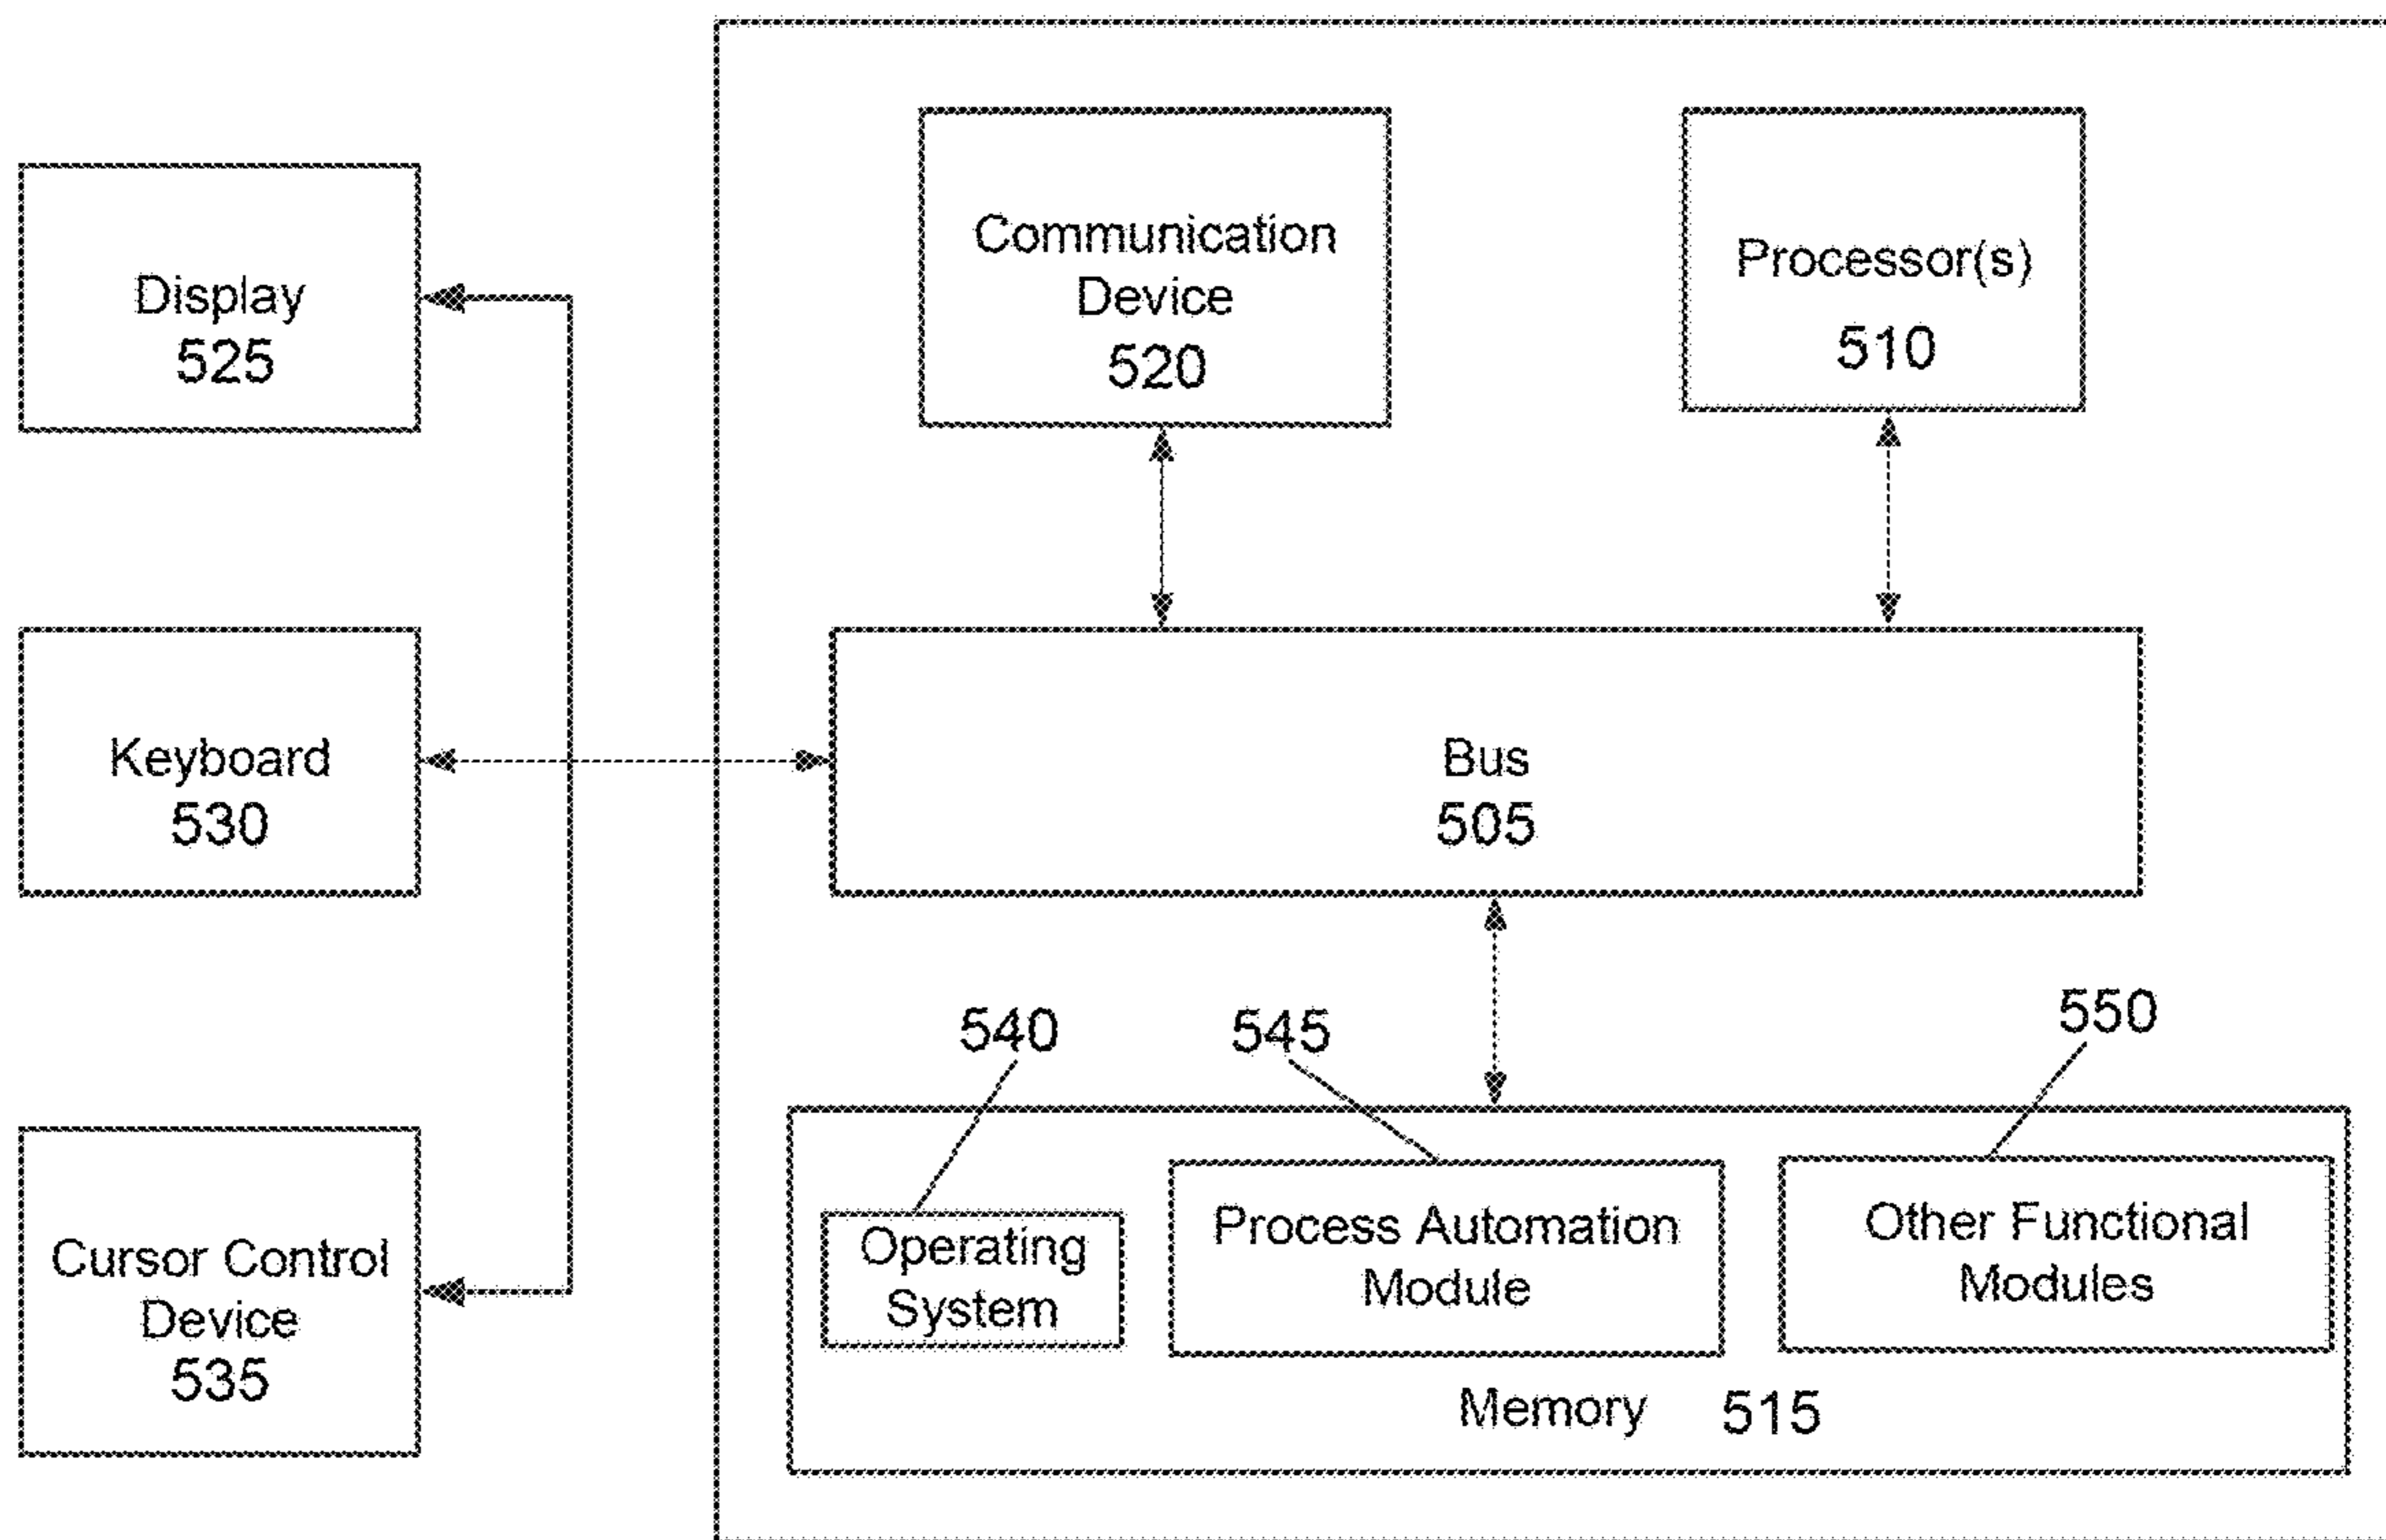 Display
525
Communication
Device
520
Processor(s)
510
Keyboard
530
Bus
505
540
545
550
Cursor Control
Device
535
Operating
System
Process Automation
Module
Other Functional
Modules
Memory 515